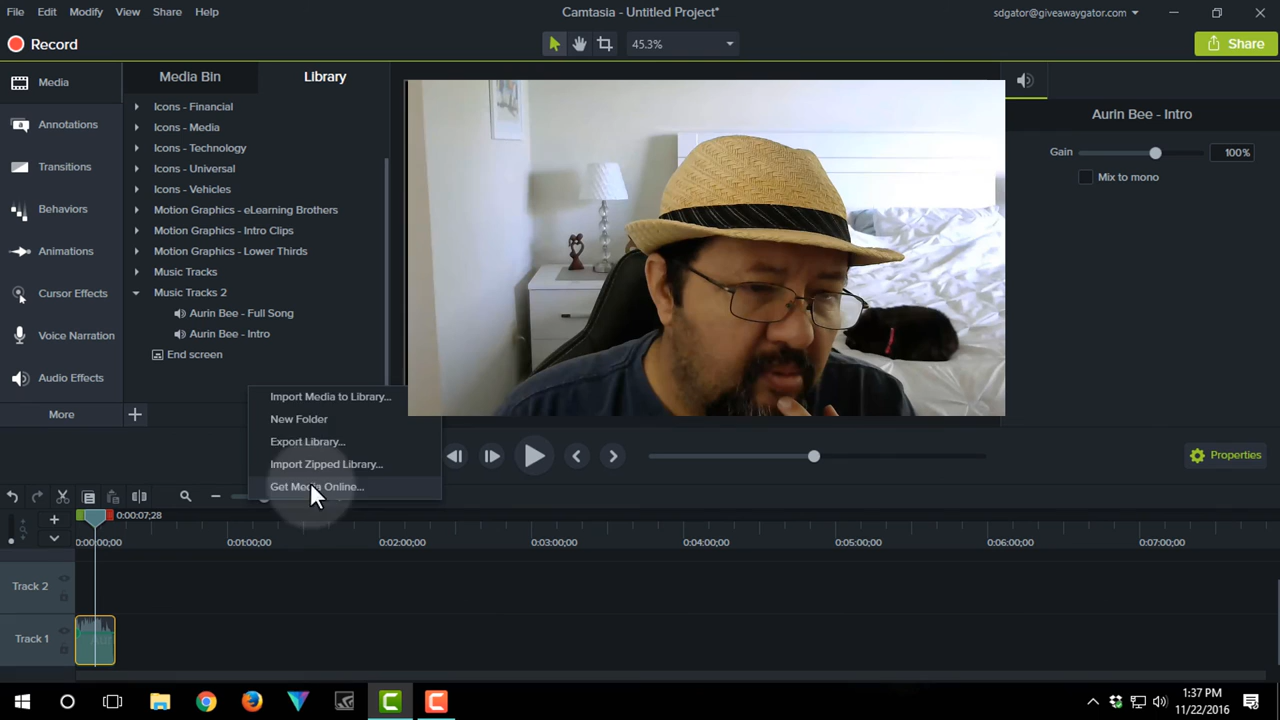 File Edit Modify View Share Help
Camtasia - Untitled Project*
sdgator@giveawaygator.com
Record
45.3%
Share
Media
Annotations
Transitions
Behaviors
Animations
Cursor Effects
Voice Narration
Audio Effects
More
Media Bin Library
Icons - Financial
Icons - Media
Icons - Technology
Icons - Universal
Icons - Vehicles
Motion Graphics - eLearning Brothers
Motion Graphics - Intro Clips
Motion Graphics - Lower Thirds
Music Tracks
Music Tracks 2
Aurin Bee - Full Song
Aurin Bee - Intro
End screen
Import Media to Library...
New Folder
Export Library...
Import Zipped Library...
Get Media Online...
Aurin Bee - Intro
Gain 100%
Mix to mono
Properties
0:00:07;28
0:00:00;00 0:01:00;00 0:02:00;00 0:03:00;00 0:04:00;00 0:05:00;00 0:06:00;00 0:07:00;00
Track 2
Track 1
1:37 PM
11/22/2016